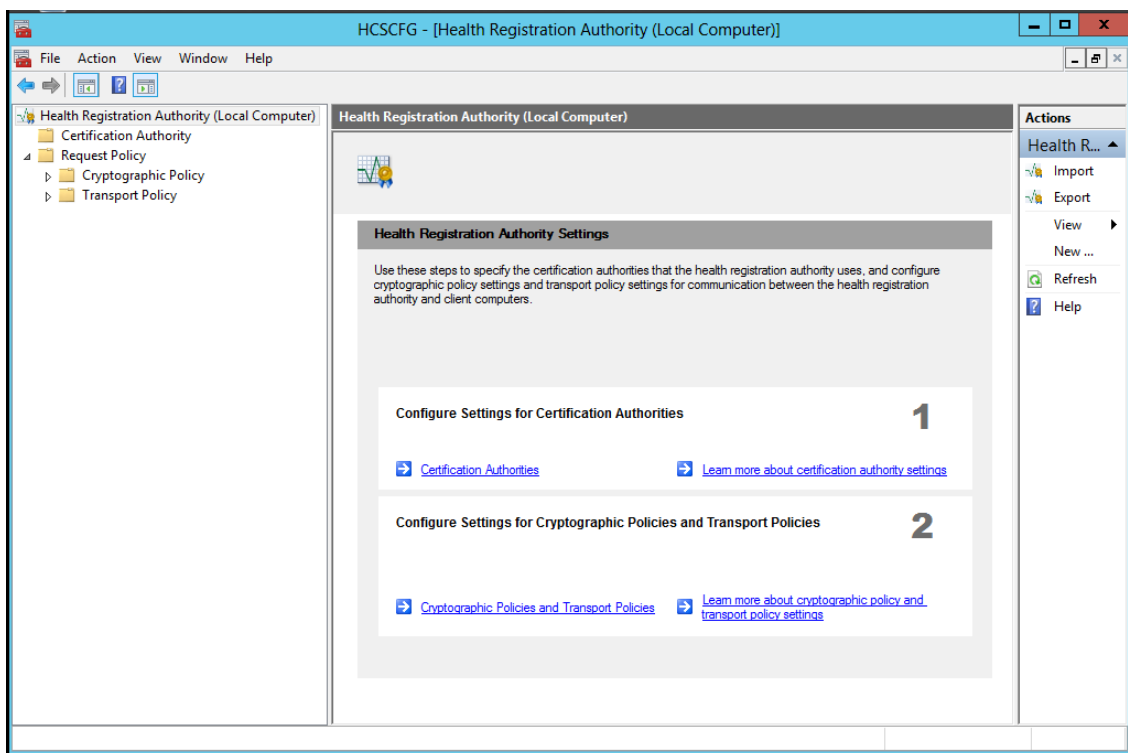 HCSCFG - [Health Registration Authority (Local Computer)]
File Action View Window Help
Health Registration Authority (Local Computer)
Certification Authority
Request Policy
Cryptographic Policy
Transport Policy
Health Registration Authority (Local Computer)
Health Registration Authority Settings
Use these steps to specify the certification authorities that the health registration authority uses, and configure
cryptographic policy settings and transport policy settings for communication between the health registration
authority and client computers.
Configure Settings for Certification Authorities
1
Certification Authorities
Learn more about certification authority settings
Configure Settings for Cryptographic Policies and Transport Policies
2
Cryptographic Policies and Transport Policies
Learn more about cryptographic policy and
transport policy settings
Actions
Health R...
Import
Export
View
New ...
Refresh
Help